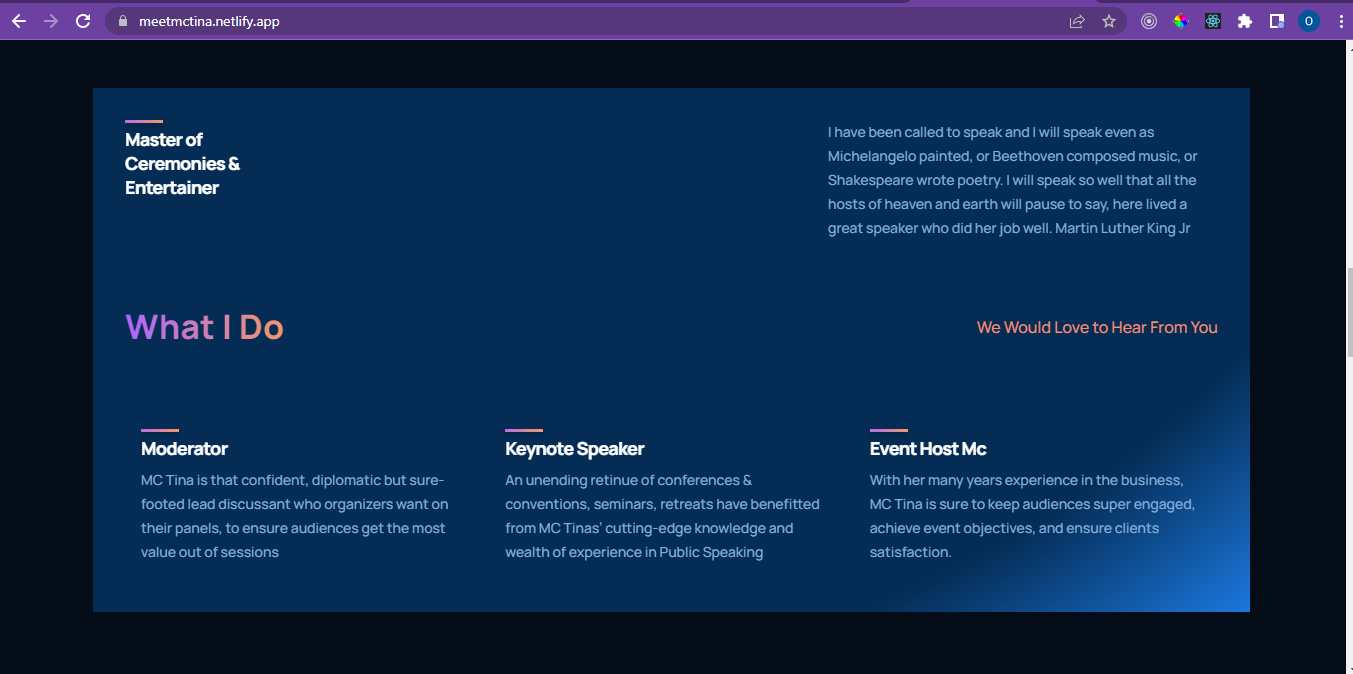 meetmctina.netlify.app
O
Master of
Ceremonies &
Entertainer
I have been called to speak and I will speak even as
Michelangelo painted, or Beethoven composed music, or
Shakespeare wrote poetry. I will speak so well that all the
hosts of heaven and earth will pause to say, here lived a
great speaker who did her job well. Martin Luther King Jr
What I Do
We Would Love to Hear From You
Moderator
MC Tina is that confident, diplomatic but sure-
footed lead discussant who organizers want on
their panels, to ensure audiences get the most
value out of sessions
Keynote Speaker
An unending retinue of conferences &
conventions, seminars, retreats have benefitted
from MC Tinas’ cutting-edge knowledge and
wealth of experience in Public Speaking
Event Host Mc
With her many years experience in the business,
MC Tina is sure to keep audiences super engaged,
achieve event objectives, and ensure clients
satisfaction.